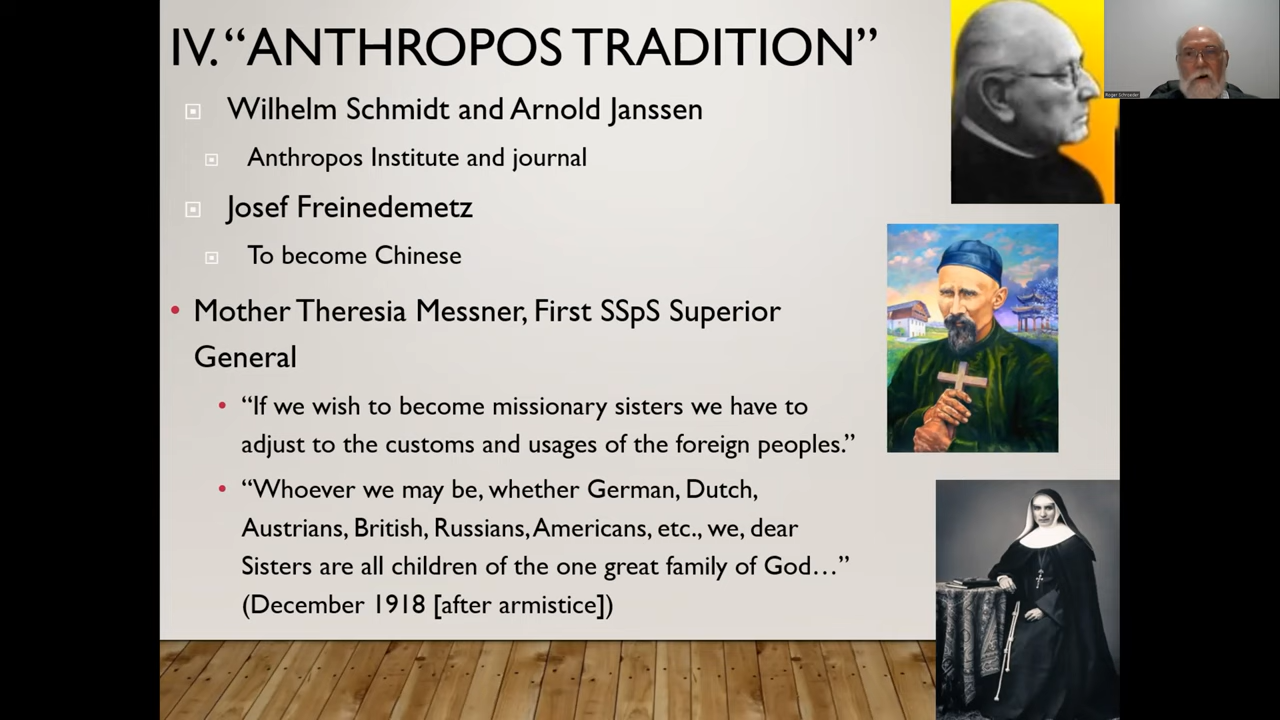 IV. “ANTHROPOS TRADITION”
Wilhelm Schmidt and Arnold Janssen
Anthropos Institute and journal
Josef Freinedemetz
To become Chinese
Mother Theresia Messner, First SSpS Superior
General
“If we wish to become missionary sisters we have to
adjust to the customs and usages of the foreign peoples.”
“Whoever we may be, whether German, Dutch,
Austrians, British, Russians, Americans, etc., we, dear
Sisters are all children of the one great family of God…”
(December 1918 [after armistice])
Roger Schroeder